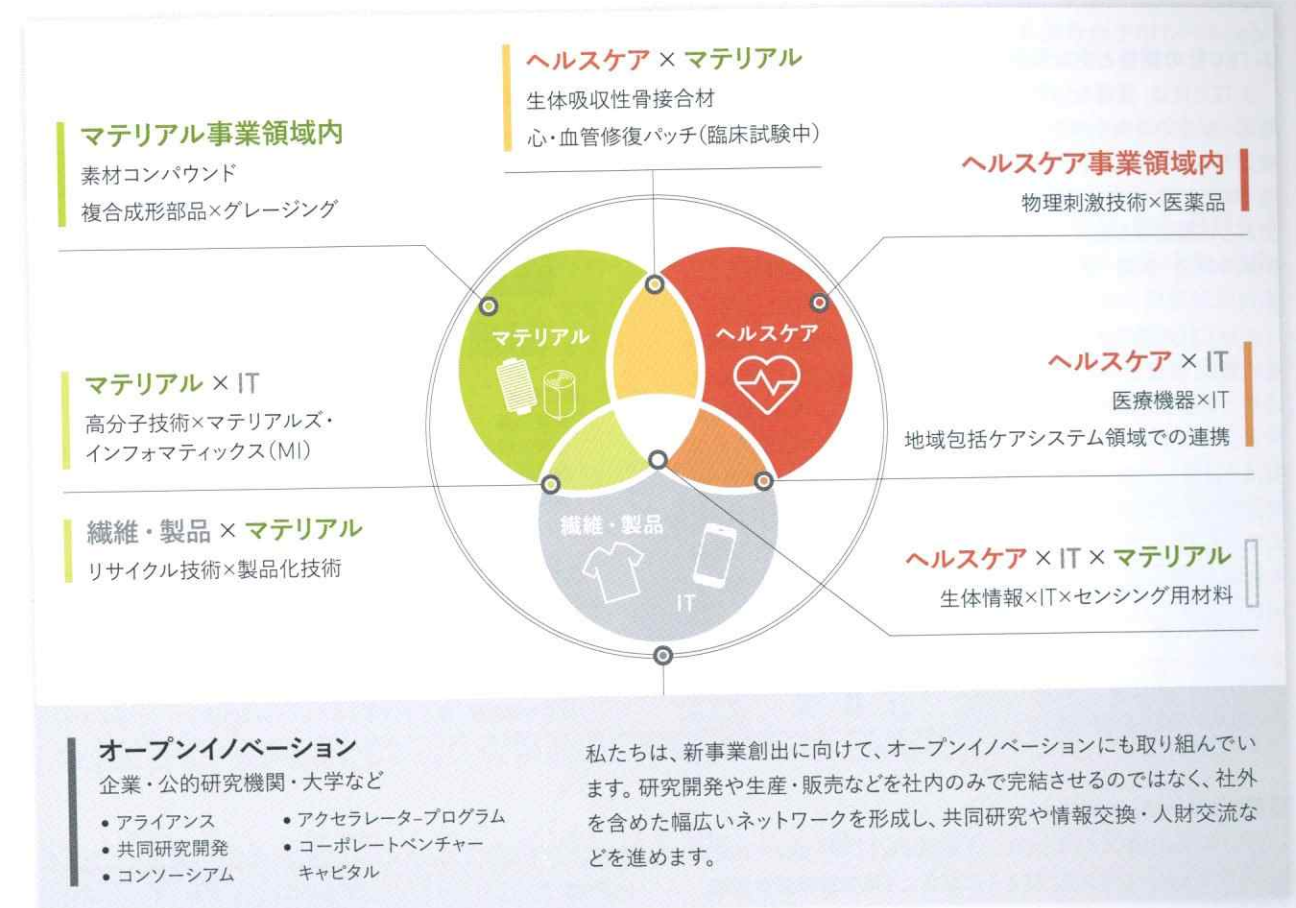 ヘルスケア × マテリアル
生体吸収性骨接合材
心・血管修復パッチ(臨床試験中)
マテリアル事業領域内
素材コンパウンド
複合成形部品×グレージング
ヘルスケア事業領域内
物理刺激技術×医薬品
マテリアル
ヘルスケア
マテリアル × IT
高分子技術×マテリアルズ・
インフォマティックス(MI)
ヘルスケア × IT
医療機器×IT
地域包括ケアシステム領域での連携
繊維・製品 × マテリアル
リサイクル技術×製品化技術
繊維・製品
IT
ヘルスケア × IT × マテリアル
生体情報×IT×センシング用材料
オープンイノベーション
企業・公的研究機関・大学など
• アライアンス
• 共同研究開発
• コンソーシアム
• アクセラレータ−プログラム
• コーポレートベンチャー
キャピタル
私たちは、新事業創出に向けて、オープンイノベーションにも取り組んでい
ます。研究開発や生産・販売などを社内のみで完結させるのではなく、社外
を含めた幅広いネットワークを形成し、共同研究や情報交換・人財交流な
どを進めます。